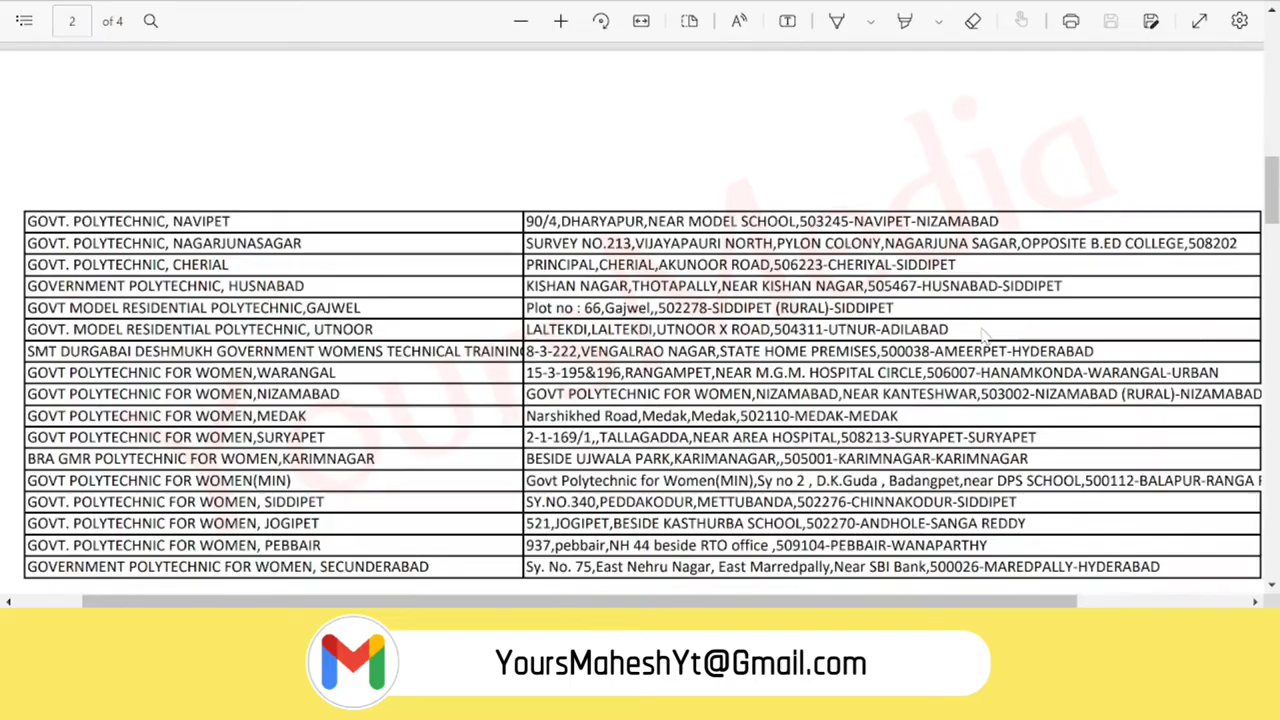 2 of 4
GOVT. POLYTECHNIC, NAVIPET 90/4,DHARYAPUR,NEAR MODEL SCHOOL,503245-NAVIPET-NIZAMABAD
GOVT. POLYTECHNIC, NAGARJUNASAGAR SURVEY NO.213,VIJAYAPAURI NORTH,PYLON COLONY,NAGARJUNA SAGAR,OPPOSITE B.ED COLLEGE,508202
GOVT. POLYTECHNIC, CHERIAL PRINCIPAL,CHERIAL,AKUNOOR ROAD,506223-CHERIYAL-SIDDIPET
GOVERNMENT POLYTECHNIC, HUSNABAD KISHAN NAGAR,THOTAPALLY,NEAR KISHAN NAGAR,505467-HUSNABAD-SIDDIPET
GOVT MODEL RESIDENTIAL POLYTECHNIC,GAJWEL Plot no : 66,Gajwel,,502278-SIDDIPET (RURAL)-SIDDIPET
GOVT. MODEL RESIDENTIAL POLYTECHNIC, UTNOOR LALTEKDI,LALTEKDI,UTNOOR X ROAD,504311-UTNUR-ADILABAD
SMT DURGABAI DESHMUKH GOVERNMENT WOMENS TECHNICAL TRAINING 8-3-222,VENGALRAO NAGAR,STATE HOME PREMISES,500038-AMEERPET-HYDERABAD
GOVT POLYTECHNIC FOR WOMEN,WARANGAL 15-3-195&196,RANGAMPET,NEAR M.G.M. HOSPITAL CIRCLE,506007-HANAMKONDA-WARANGAL-URBAN
GOVT POLYTECHNIC FOR WOMEN,NIZAMABAD GOVT POLYTECHNIC FOR WOMEN,NIZAMABAD,NEAR KANTESHWAR,503002-NIZAMABAD (RURAL)-NIZAMABAD
GOVT POLYTECHNIC FOR WOMEN,MEDAK Narshikhed Road,Medak,Medak,502110-MEDAK-MEDAK
GOVT POLYTECHNIC FOR WOMEN,SURYAPET 2-1-169/1,,TALLAGADDA,NEAR AREA HOSPITAL,508213-SURYAPET-SURYAPET
BRA GMR POLYTECHNIC FOR WOMEN,KARIMNAGAR BESIDE UJWALA PARK,KARIMANAGAR,,505001-KARIMNAGAR-KARIMNAGAR
GOVT POLYTECHNIC FOR WOMEN(MIN) Govt Polytechnic for Women(MIN),Sy no 2 , D.K.Guda , Badangpet,near DPS SCHOOL,500112-BALAPUR-RANGA
GOVT. POLYTECHNIC FOR WOMEN, SIDDIPET SY.NO.340,PEDDAKODUR,METTUBANDA,502276-CHINNAKODUR-SIDDIPET
GOVT. POLYTECHNIC FOR WOMEN, JOGIPET 521,JOGIPET,BESIDE KASTHURBA SCHOOL,502270-ANDHOLE-SANGA REDDY
GOVT. POLYTECHNIC FOR WOMEN, PEBBAIR 937,pebbair,NH 44 beside RTO office ,509104-PEBBAIR-WANAPARTHY
GOVERNMENT POLYTECHNIC FOR WOMEN, SECUNDERABAD Sy. No. 75,East Nehru Nagar, East Marredpally,Near SBI Bank,500026-MAREDPALLY-HYDERABAD
YoursMaheshYt@Gmail.com